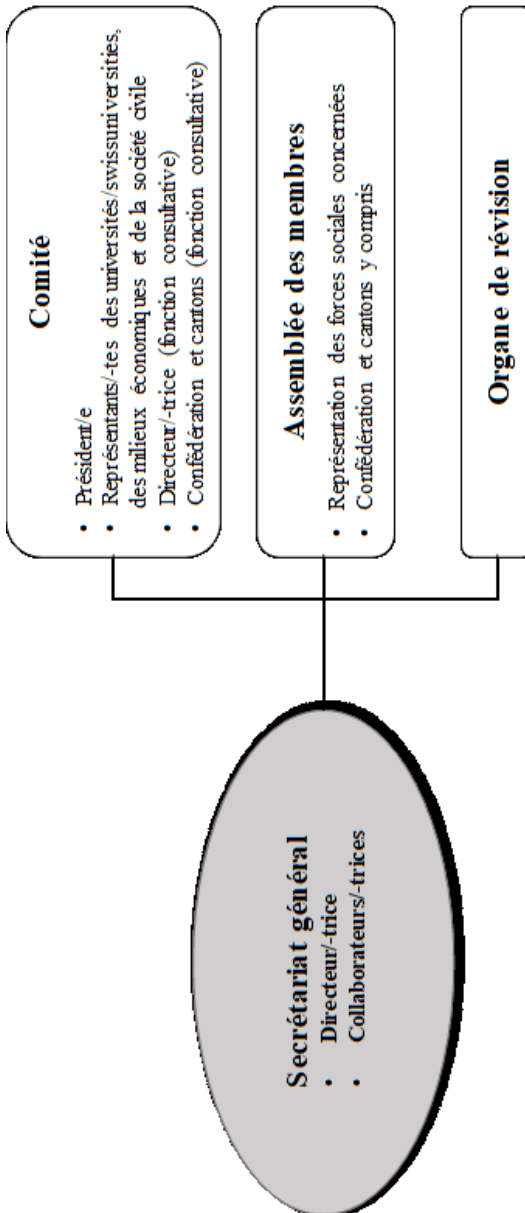 Comité
• Président/e
• Représentants/-tes des universités/swissuniversities,
des milieux économiques et de la société civile
• Directeur/-trice (fonction consultative)
• Confédération et cantons (fonction consultative)
Assemblée des membres
• Représentation des forces sociales concernées
• Confédération et cantons y compris
Organe de révision
Secrétariat général
• Directeur/-trice
• Collaborateurs/-trices